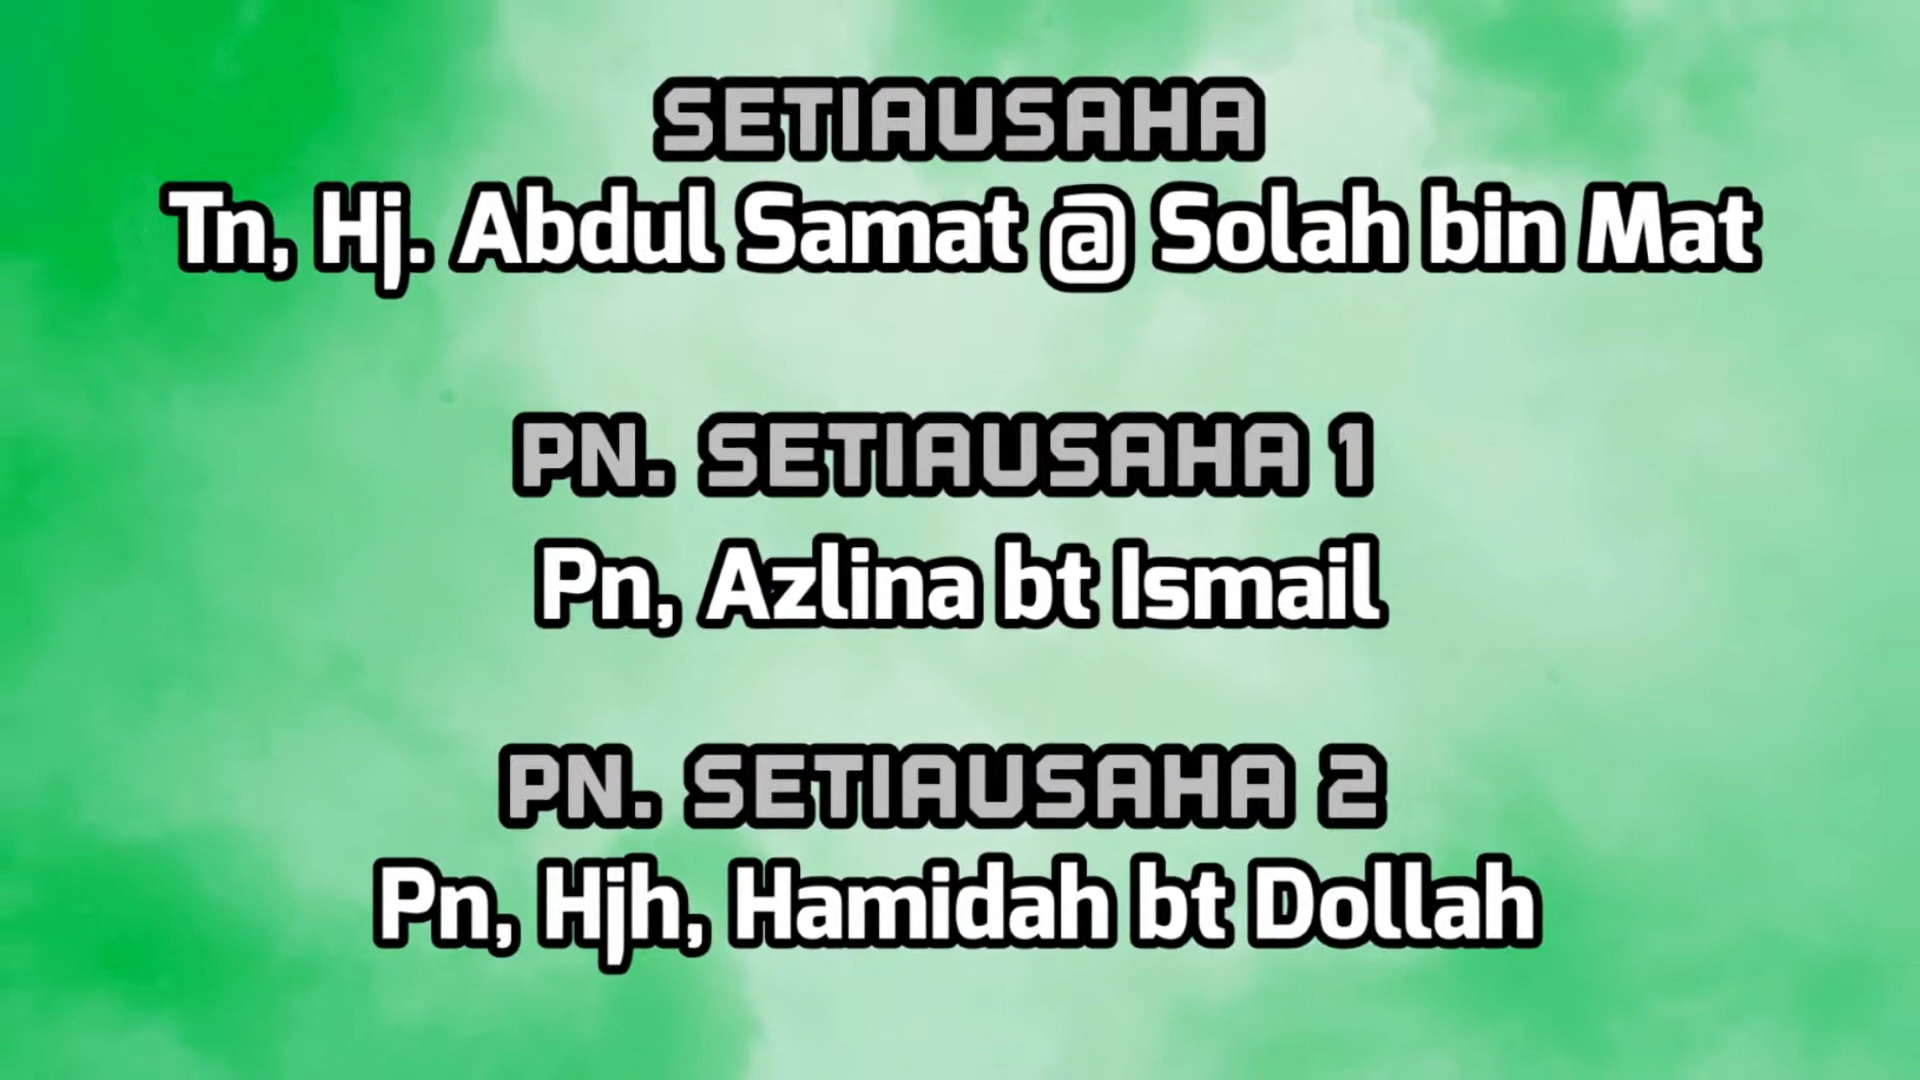 SETIAUSAHA
Tn, Hj. Abdul Samat @ Solah bin Mat
PN. SETIAUSAHA 1
Pn, Azlina bt Ismail
PN. SETIAUSAHA 2
Pn, Hjh, Hamidah bt Dollah